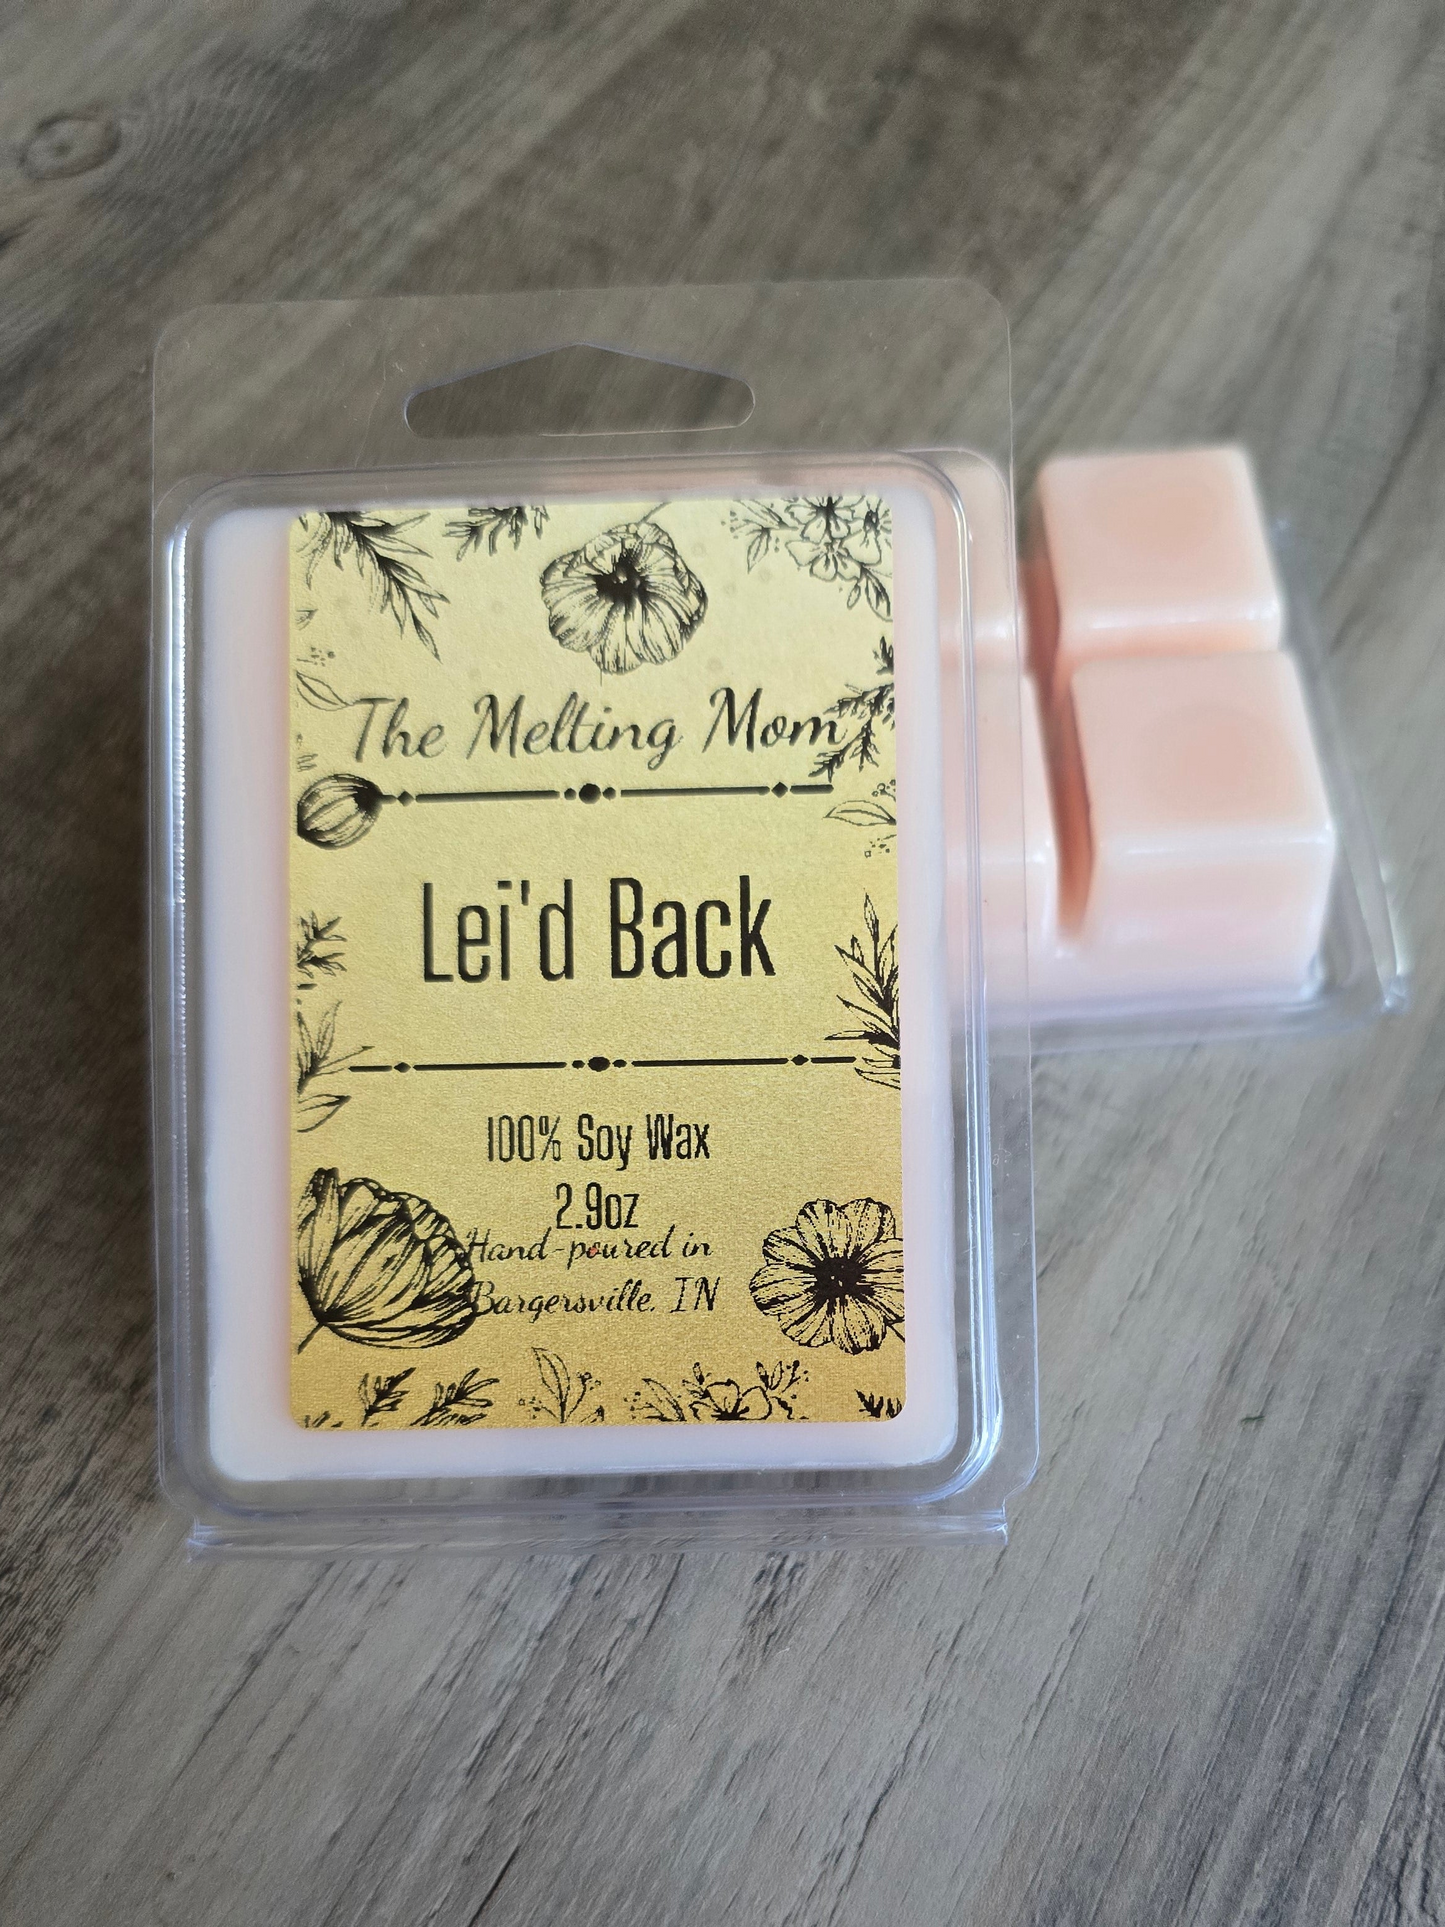 The Melting Mom
Lei'd Back
100% Soy Wax
2.9oz
Hand-poured in
Bargersville, IN